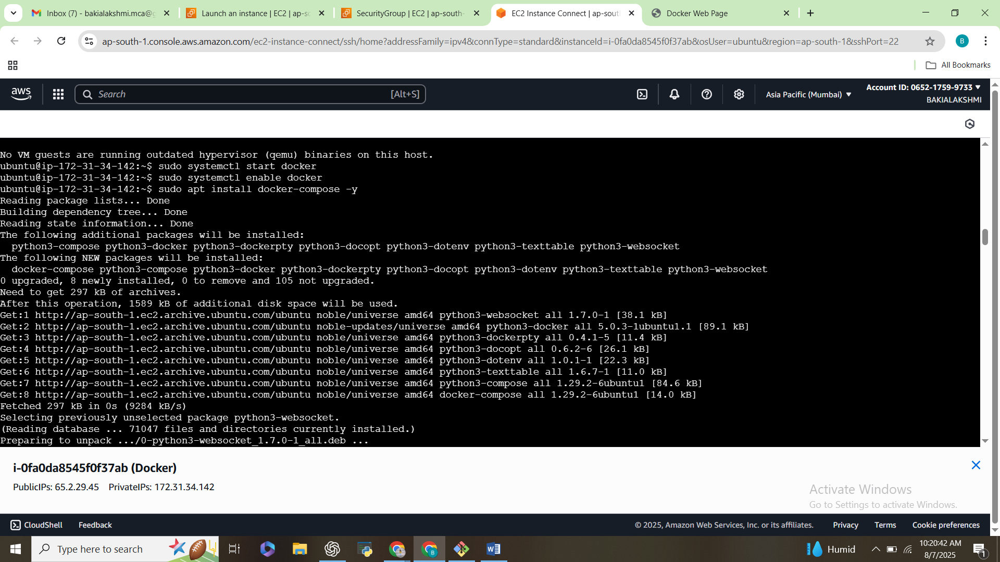 Inbox (7) - bakialakshmi.mca@g
Launch an instance | EC2 | ap-so
SecurityGroup | EC2 | ap-south-
EC2 Instance Connect | ap-sout
Docker Web Page
ap-south-1.console.aws.amazon.com/ec2-instance-connect/ssh/home?addressFamily=ipv4&connType=standard&instanceId=i-0fa0da8545f0f37ab&osUser=ubuntu&region=ap-south-1&sshPort=22
B
All Bookmarks
aws
Search
[Alt+S]
Asia Pacific (Mumbai)
Account ID: 0652-1759-9733
BAKIALAKSHMI
No VM guests are running outdated hypervisor (qemu) binaries on this host.
ubuntu@ip-172-31-34-142:~$ sudo systemctl start docker
ubuntu@ip-172-31-34-142:~$ sudo systemctl enable docker
ubuntu@ip-172-31-34-142:~$ sudo apt install docker-compose -y
Reading package lists... Done
Building dependency tree... Done
Reading state information... Done
The following additional packages will be installed:
  python3-compose python3-docker python3-dockerpty python3-docopt python3-dotenv python3-texttable python3-websocket
The following NEW packages will be installed:
  docker-compose python3-compose python3-docker python3-dockerpty python3-docopt python3-dotenv python3-texttable python3-websocket
0 upgraded, 8 newly installed, 0 to remove and 105 not upgraded.
Need to get 297 kB of archives.
After this operation, 1589 kB of additional disk space will be used.
Get:1 http://ap-south-1.ec2.archive.ubuntu.com/ubuntu noble/universe amd64 python3-websocket all 1.7.0-1 [38.1 kB]
Get:2 http://ap-south-1.ec2.archive.ubuntu.com/ubuntu noble-updates/universe amd64 python3-docker all 5.0.3-1ubuntu1.1 [89.1 kB]
Get:3 http://ap-south-1.ec2.archive.ubuntu.com/ubuntu noble/universe amd64 python3-dockerpty all 0.4.1-5 [11.4 kB]
Get:4 http://ap-south-1.ec2.archive.ubuntu.com/ubuntu noble/universe amd64 python3-docopt all 0.6.2-6 [26.1 kB]
Get:5 http://ap-south-1.ec2.archive.ubuntu.com/ubuntu noble/universe amd64 python3-dotenv all 1.0.1-1 [22.3 kB]
Get:6 http://ap-south-1.ec2.archive.ubuntu.com/ubuntu noble/universe amd64 python3-texttable all 1.6.7-1 [11.0 kB]
Get:7 http://ap-south-1.ec2.archive.ubuntu.com/ubuntu noble/universe amd64 python3-compose all 1.29.2-6ubuntu1 [84.6 kB]
Get:8 http://ap-south-1.ec2.archive.ubuntu.com/ubuntu noble/universe amd64 docker-compose all 1.29.2-6ubuntu1 [14.0 kB]
Fetched 297 kB in 0s (9284 kB/s)
Selecting previously unselected package python3-websocket.
(Reading database ... 71047 files and directories currently installed.)
Preparing to unpack .../0-python3-websocket_1.7.0-1_all.deb ...
i-0fa0da8545f0f37ab (Docker)
PublicIPs: 65.2.29.45 PrivateIPs: 172.31.34.142
Activate Windows
Go to Settings to activate Windows.
CloudShell
Feedback
© 2025, Amazon Web Services, Inc. or its affiliates.
Privacy
Terms
Cookie preferences
Type here to search
Humid
10:20:42 AM
8/7/2025
1